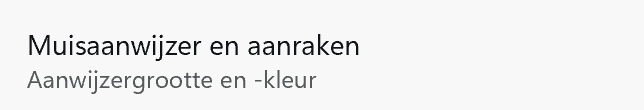 Muisaanwijzer en aanraken
Aanwijzergrootte en -kleur